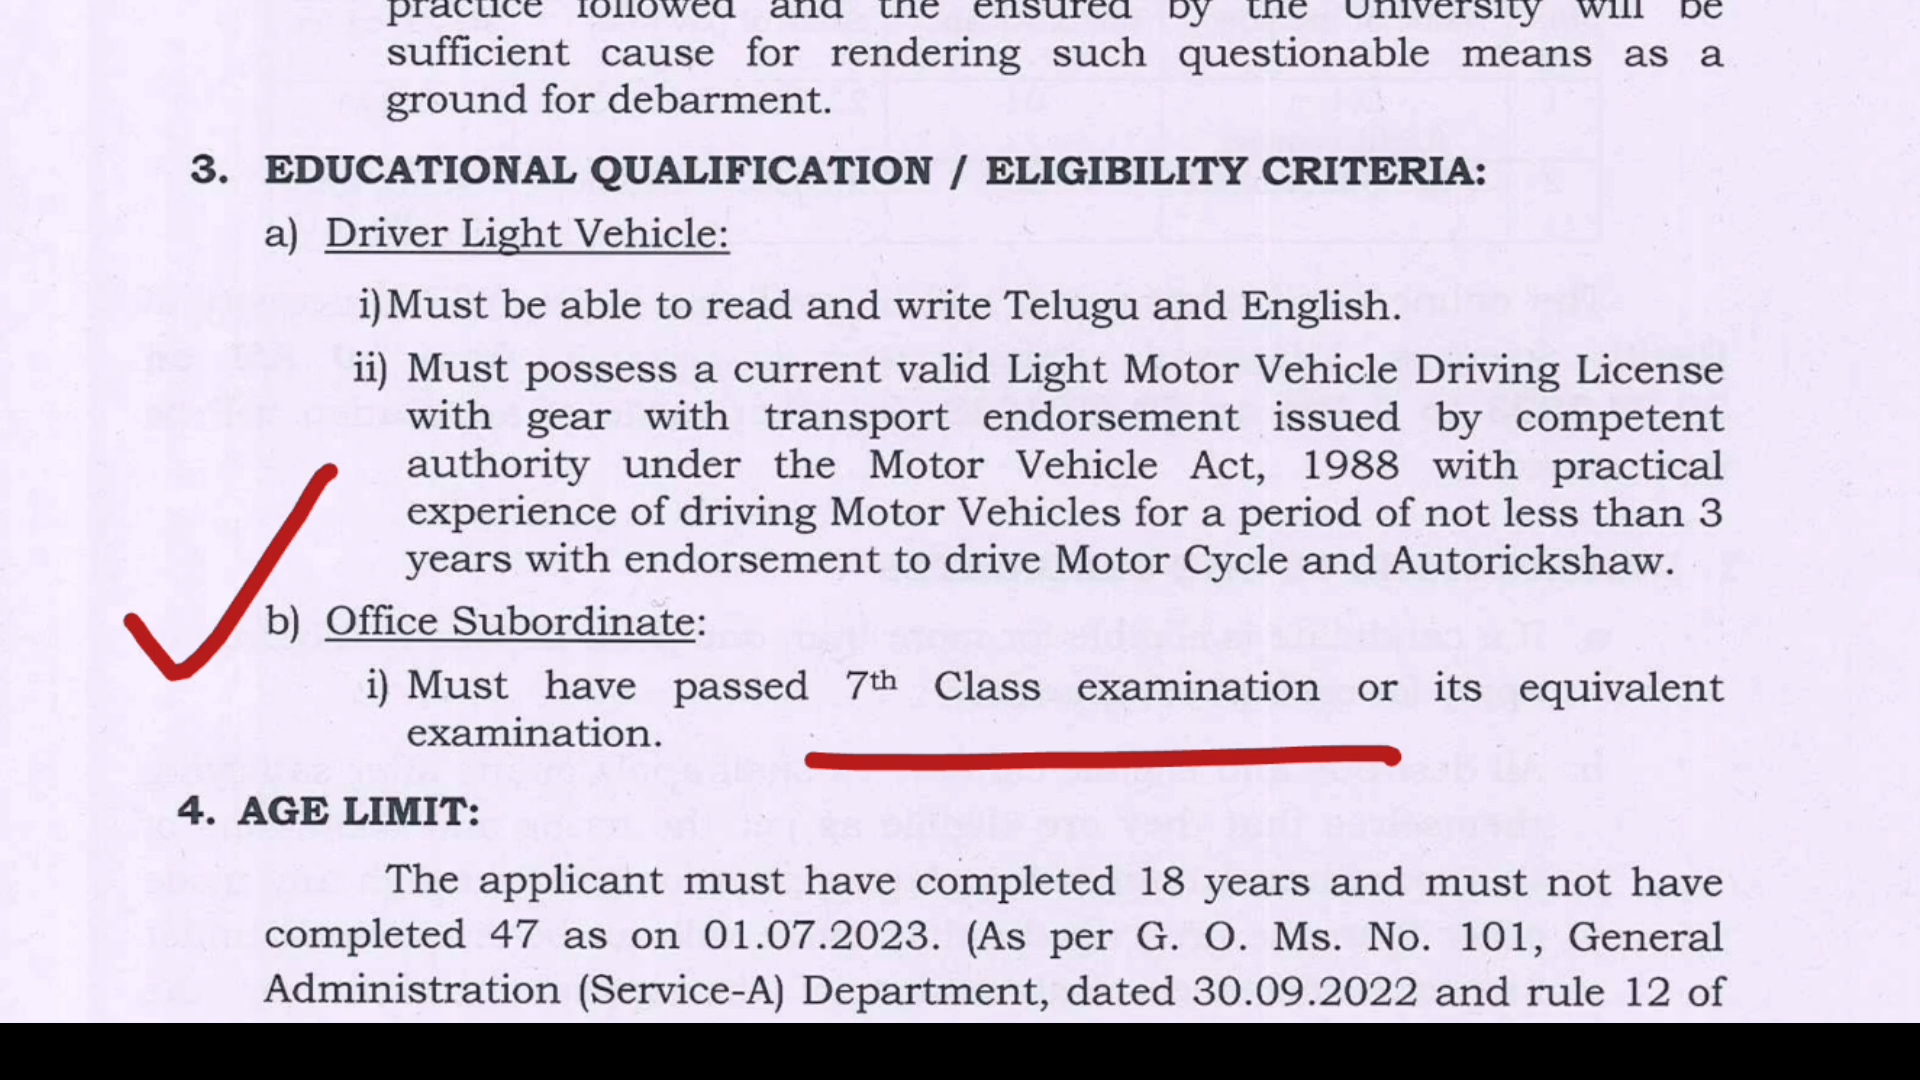 practice followed and the ensured by the University will be
sufficient cause for rendering such questionable means as a
ground for debarment.
3. EDUCATIONAL QUALIFICATION / ELIGIBILITY CRITERIA:
a) Driver Light Vehicle:
i) Must be able to read and write Telugu and English.
ii) Must possess a current valid Light Motor Vehicle Driving License
with gear with transport endorsement issued by competent
authority under the Motor Vehicle Act, 1988 with practical
experience of driving Motor Vehicles for a period of not less than 3
years with endorsement to drive Motor Cycle and Autorickshaw.
b) Office Subordinate:
i) Must have passed 7th Class examination or its equivalent
examination.
4. AGE LIMIT:
The applicant must have completed 18 years and must not have
completed 47 as on 01.07.2023. (As per G. O. Ms. No. 101, General
Administration (Service-A) Department, dated 30.09.2022 and rule 12 of